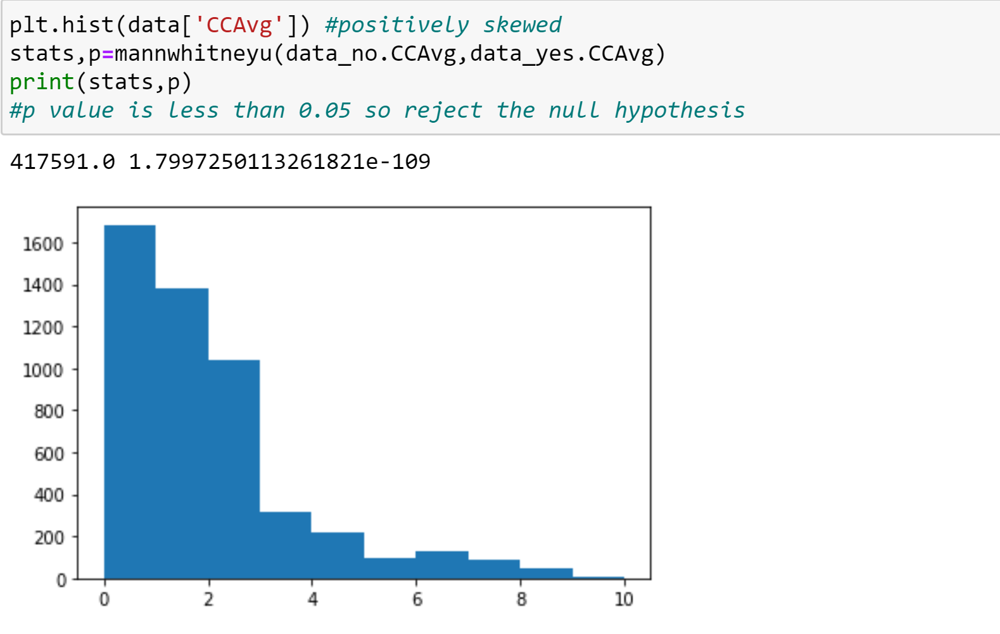 plt.hist(data['CCAvg']) #positively skewed
stats,p=mannwhitneyu(data_no.CCAvg,data_yes.CCAvg)
print(stats,p)
#p value is less than 0.05 so reject the null hypothesis
417591.0 1.7997250113261821e-109
1600
1400
1200
1000
800
600
400
200
0
0 2 4 6 8 10